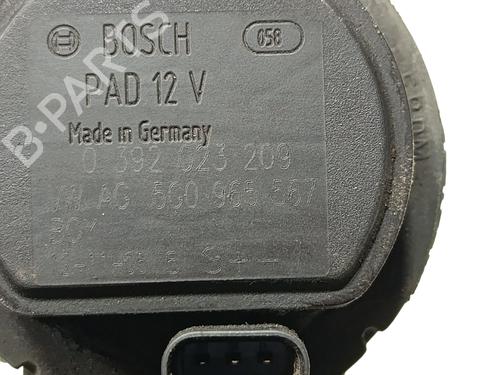 BOSCH 058
PAD 12 V
Made in Germany
0 392 023 209
VW AG 5G0 965 567
B-PARTS